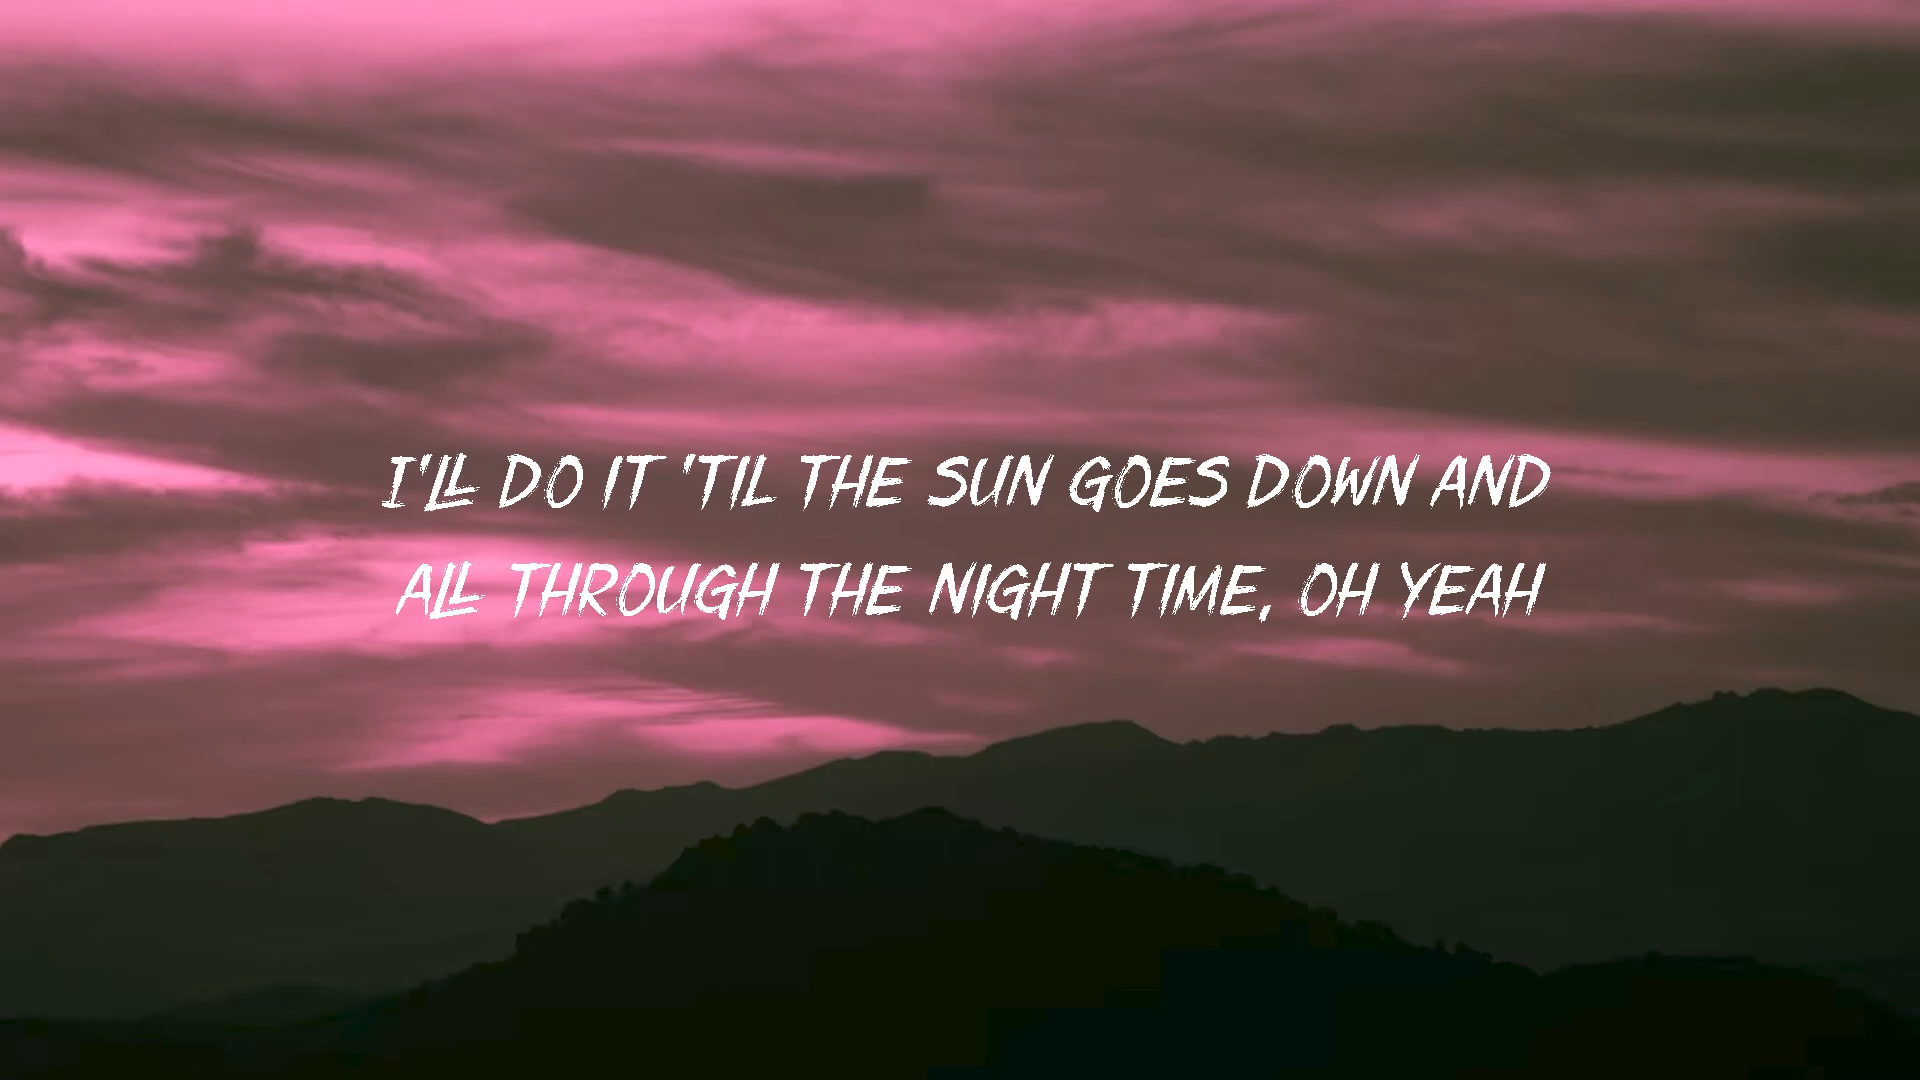 I'LL DO IT 'TIL THE SUN GOES DOWN AND
ALL THROUGH THE NIGHT TIME, OH YEAH